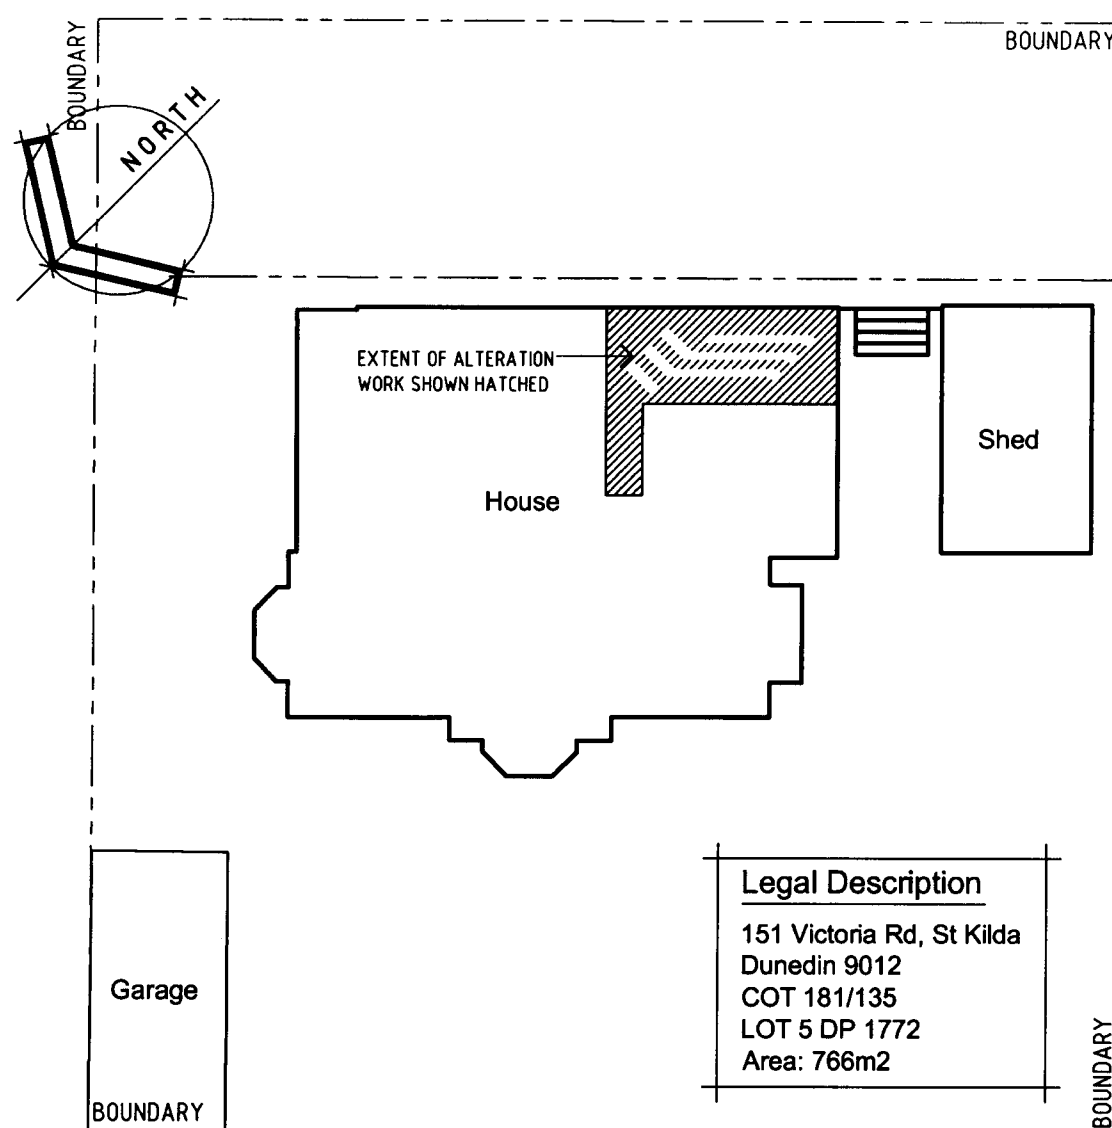 BOUNDARY
BOUNDARY
NORTH
EXTENT OF ALTERATION
WORK SHOWN HATCHED
Shed
House
Legal Description
151 Victoria Rd, St Kilda
Dunedin 9012
COT 181/135
LOT 5 DP 1772
Area: 766m2
Garage
BOUNDARY
BOUNDARY